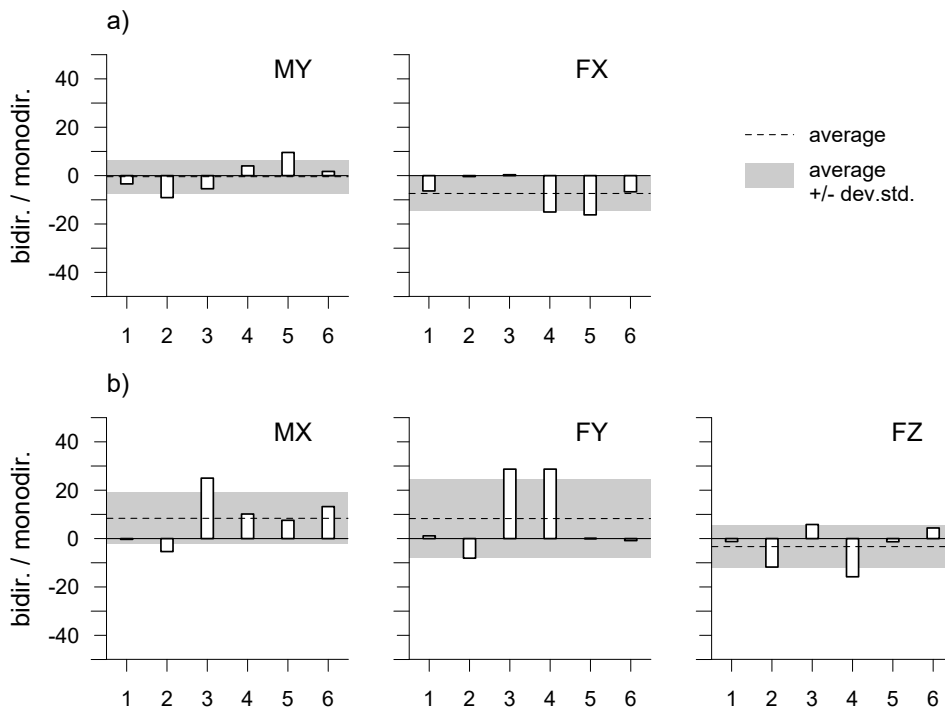 a)
MY
FX
bidir. / monodir.
40
20
0
-20
-40
1 2 3 4 5 6
1 2 3 4 5 6
average
average
+/- dev.std.
b)
MX
FY
FZ
bidir. / monodir.
40
20
0
-20
-40
1 2 3 4 5 6
1 2 3 4 5 6
1 2 3 4 5 6